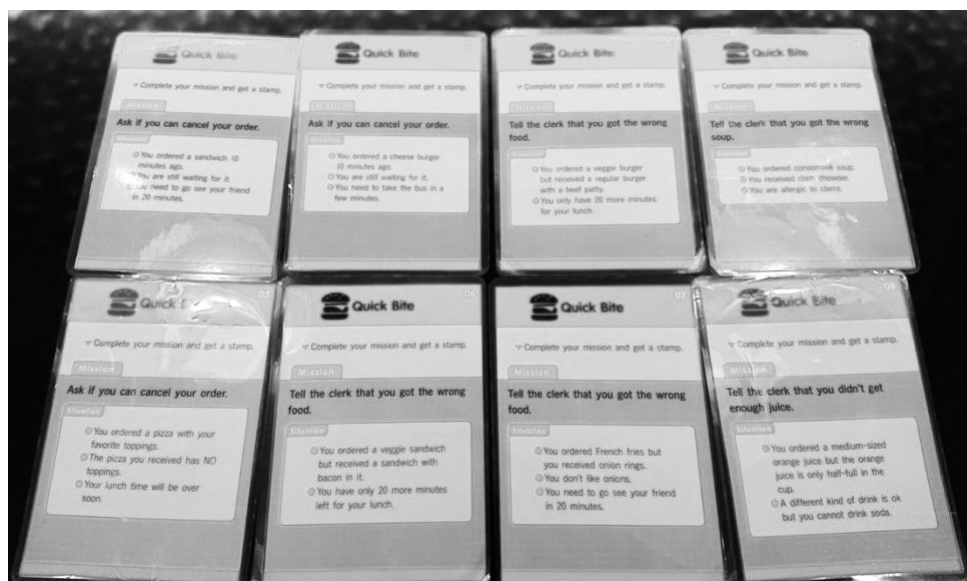 Quick Bite
Complete your mission and get a stamp.
Mission
Ask if you can cancel your order.
Situation
You ordered a sandwich 10
minutes ago.
You are still waiting for it.
You need to go see your friend
in 20 minutes.
Quick Bite
Complete your mission and get a stamp.
Mission
Ask if you can cancel your order.
Situation
You ordered a cheese burger
10 minutes ago.
You are still waiting for it.
You need to take the bus in a
few minutes.
Quick Bite
Complete your mission and get a stamp.
Mission
Tell the clerk that you got the wrong
food.
Situation
You ordered a veggie burger
but received a regular burger
with a beef patty.
You only have 20 more minutes
for your lunch.
Quick Bite
Complete your mission and get a stamp.
Mission
Tell the clerk that you got the wrong
soup.
Situation
You ordered consommé soup.
You received clam chowder.
You are allergic to clams.
05
Quick Bite
Complete your mission and get a stamp.
Mission
Ask if you can cancel your order.
Situation
You ordered a pizza with your
favorite toppings.
The pizza you received has NO
toppings.
Your lunch time will be over
soon.
06
Quick Bite
Complete your mission and get a stamp.
Mission
Tell the clerk that you got the wrong
food.
Situation
You ordered a veggie sandwich
but received a sandwich with
bacon in it.
You have only 20 more minutes
left for your lunch.
07
Quick Bite
Complete your mission and get a stamp.
Mission
Tell the clerk that you got the wrong
food.
Situation
You ordered French fries but
you received onion rings.
You don't like onions.
You need to go see your friend
in 20 minutes.
08
Quick Bite
Complete your mission and get a stamp.
Mission
Tell the clerk that you didn't get
enough juice.
Situation
You ordered a medium-sized
orange juice but the orange
juice is only half-full in the
cup.
A different kind of drink is ok
but you cannot drink soda.